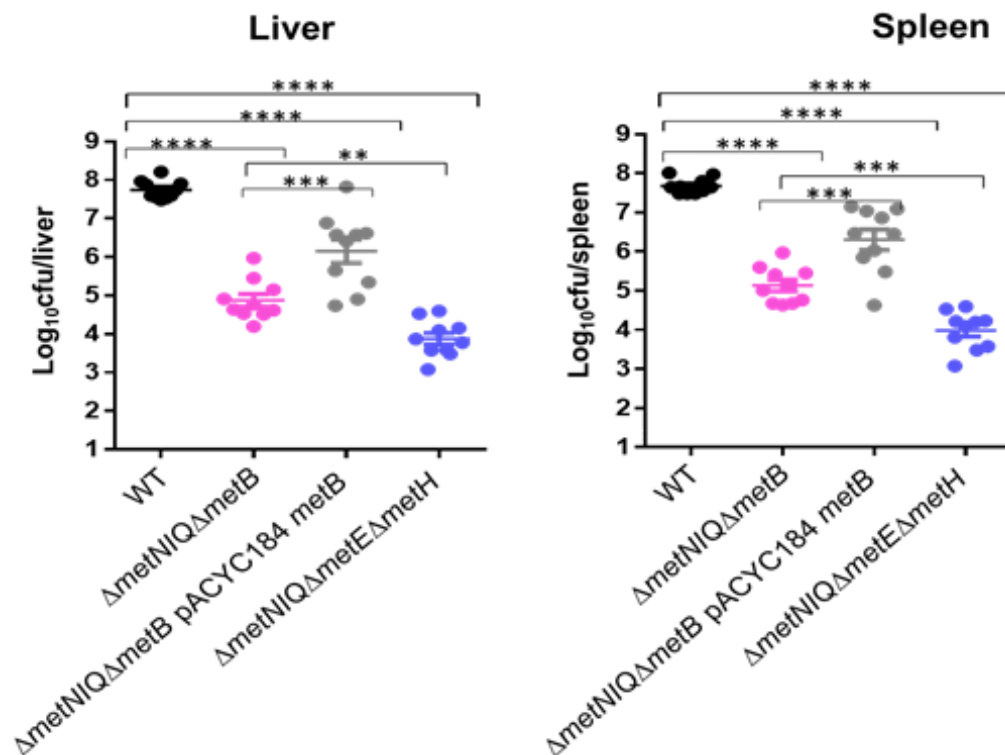 Liver
****
****
****
**
***
Log₁₀cfu/liver
9
8
7
6
5
4
3
2
1
WT
ΔmetNIQΔmetB
ΔmetNIQΔmetB pACYC184 metB
ΔmetNIQΔmetEΔmetH
Spleen
****
****
****
***
***
Log₁₀cfu/spleen
9
8
7
6
5
4
3
2
1
WT
ΔmetNIQΔmetB
ΔmetNIQΔmetB pACYC184 metB
ΔmetNIQΔmetEΔmetH